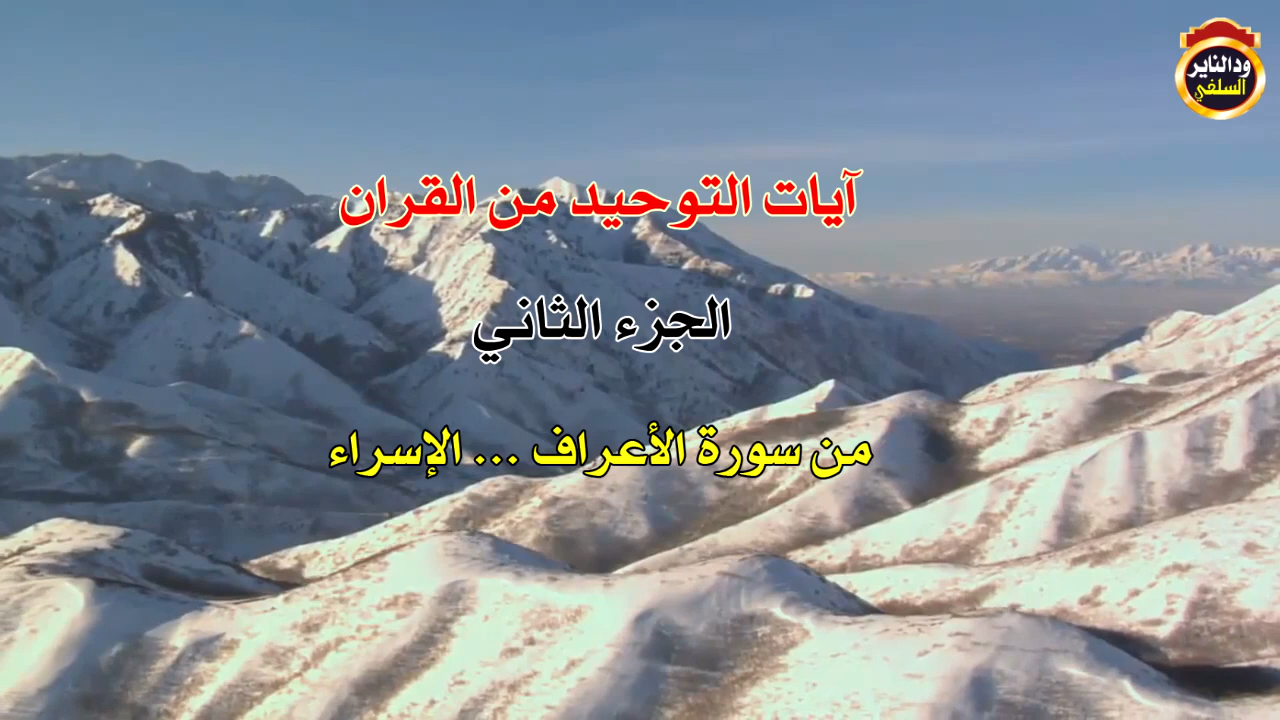 ودالناير
السلفي
آيات التوحيد من القران
الجزء الثاني
من سورة الأعراف ... الإسراء